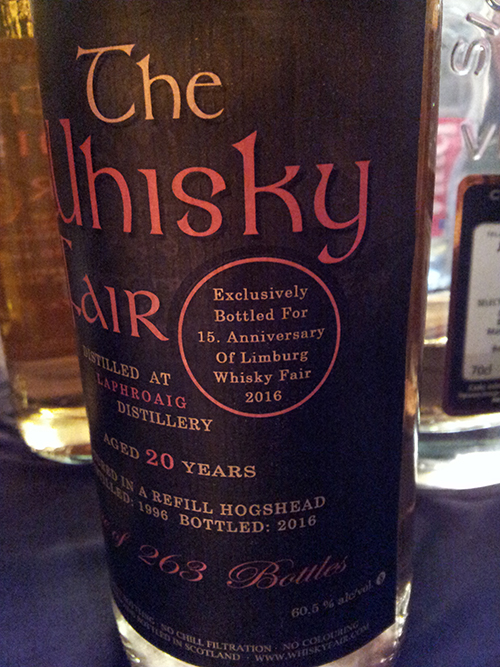 The
Whisky
Fair
Exclusively
Bottled For
15. Anniversary
Of Limburg
Whisky Fair
2016
DISTILLED AT
LAPHROAIG
DISTILLERY
AGED 20 YEARS
IN A REFILL HOGSHEAD
1996 BOTTLED: 2016
of 263 Bottles
60.5 % alc/vol
NO CHILL FILTRATION · NO COLOURING
BOTTLED IN SCOTLAND · WWW.WHISKYFAIR.COM
70cl